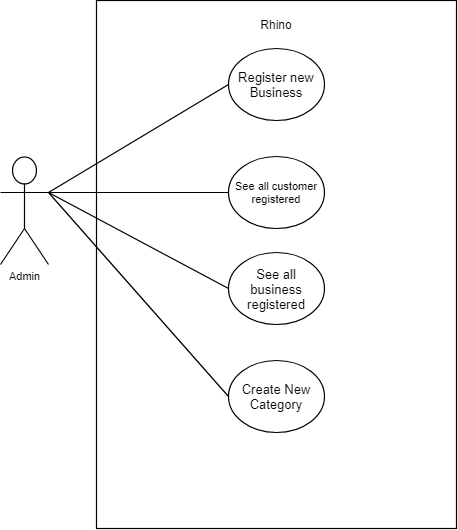 Rhino
Register new
Business
See all customer
registered
Admin
See all
business
registered
Create New
Category